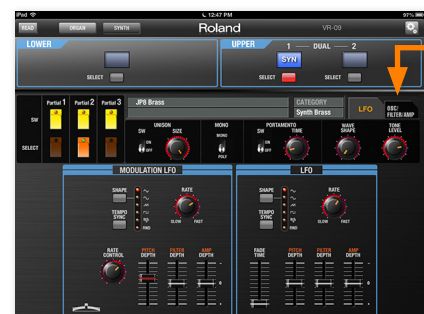 iPad 12:47 PM 97%
READ ORGAN SYNTH Roland VR-09
LOWER UPPER 1 — DUAL — 2
SYN
SELECT SELECT SELECT
Partial 1 Partial 2 Partial 3 JP8 Brass CATEGORY Synth Brass LFO OSC/ FILTER/AMP
SW UNISON SW SIZE MONO PORTAMENTO SW TIME WAVE SHAPE TONE LEVEL
ON OFF MONO POLY ON OFF
SELECT
MODULATION LFO LFO
SHAPE RATE SHAPE RATE
TEMPO SYNC SLOW FAST TEMPO SYNC SLOW FAST
RND RND
RATE CONTROL PITCH DEPTH FILTER DEPTH AMP DEPTH FADE TIME PITCH DEPTH FILTER DEPTH AMP DEPTH
+ +
0 0
- -